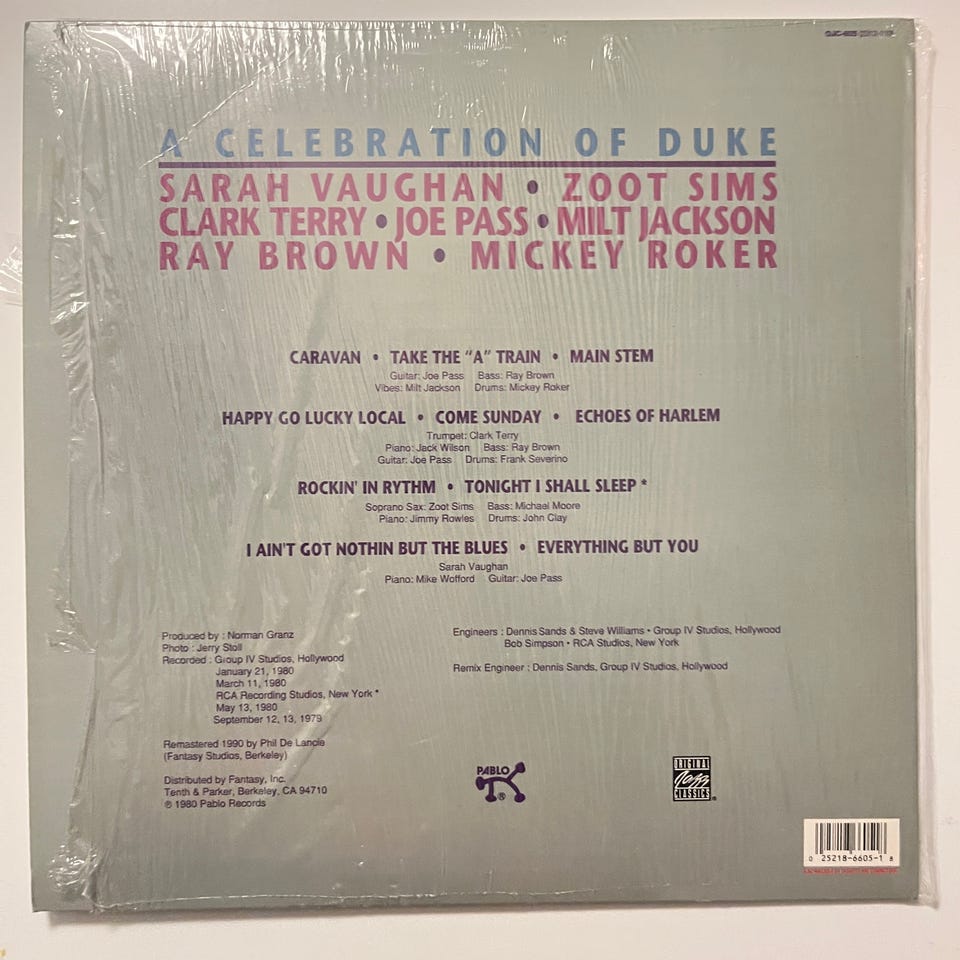 A CELEBRATION OF DUKE
SARAH VAUGHAN • ZOOT SIMS
CLARK TERRY • JOE PASS • MILT JACKSON
RAY BROWN • MICKEY ROKER
CARAVAN • TAKE THE “A” TRAIN • MAIN STEM
Guitar: Joe Pass Bass: Ray Brown
Vibes: Milt Jackson Drums: Mickey Roker
HAPPY GO LUCKY LOCAL • COME SUNDAY • ECHOES OF HARLEM
Trumpet: Clark Terry
Piano: Jack Wilson Bass: Ray Brown
Guitar: Joe Pass Drums: Frank Severino
ROCKIN' IN RYTHM • TONIGHT I SHALL SLEEP *
Soprano Sax: Zoot Sims Bass: Michael Moore
Piano: Jimmy Rowles Drums: John Clay
I AIN'T GOT NOTHIN BUT THE BLUES • EVERYTHING BUT YOU
Sarah Vaughan
Piano: Mike Wofford Guitar: Joe Pass
Produced by : Norman Granz
Photo : Jerry Stoll
Recorded : Group IV Studios, Hollywood
January 21, 1980
March 11, 1980
RCA Recording Studios, New York *
May 13, 1980
September 12, 13, 1979
Remastered 1990 by Phil De Lancie
(Fantasy Studios, Berkeley)
Distributed by Fantasy, Inc.
Tenth & Parker, Berkeley, CA 94710
℗ 1980 Pablo Records
Engineers : Dennis Sands & Steve Williams • Group IV Studios, Hollywood
Bob Simpson • RCA Studios, New York
Remix Engineer : Dennis Sands, Group IV Studios, Hollywood
PABLO
®
ORIGINAL
Jazz
CLASSICS
®
0 25218-6605-1 8